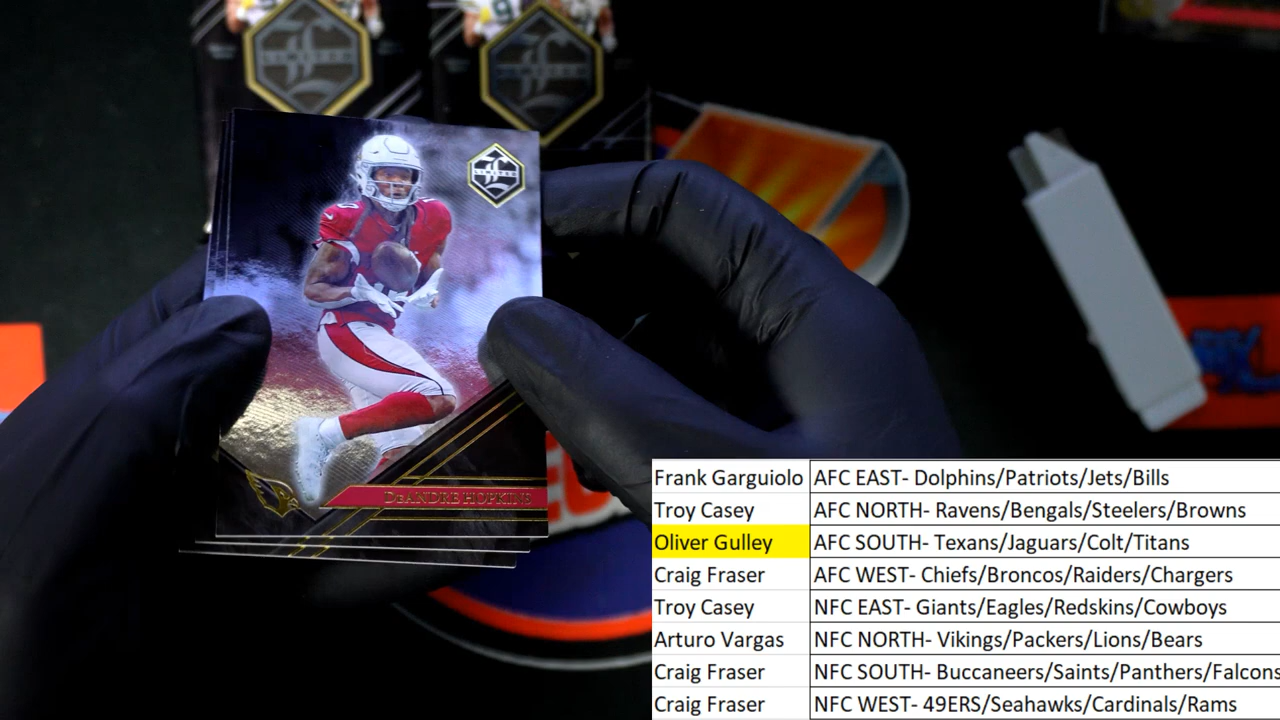 LIMITED
LIMITED
LIMITED
DEANDRE HOPKINS
Frank Garguiolo AFC EAST- Dolphins/Patriots/Jets/Bills
Troy Casey AFC NORTH- Ravens/Bengals/Steelers/Browns
Oliver Gulley AFC SOUTH- Texans/Jaguars/Colt/Titans
Craig Fraser AFC WEST- Chiefs/Broncos/Raiders/Chargers
Troy Casey NFC EAST- Giants/Eagles/Redskins/Cowboys
Arturo Vargas NFC NORTH- Vikings/Packers/Lions/Bears
Craig Fraser NFC SOUTH- Buccaneers/Saints/Panthers/Falcons
Craig Fraser NFC WEST- 49ERS/Seahawks/Cardinals/Rams